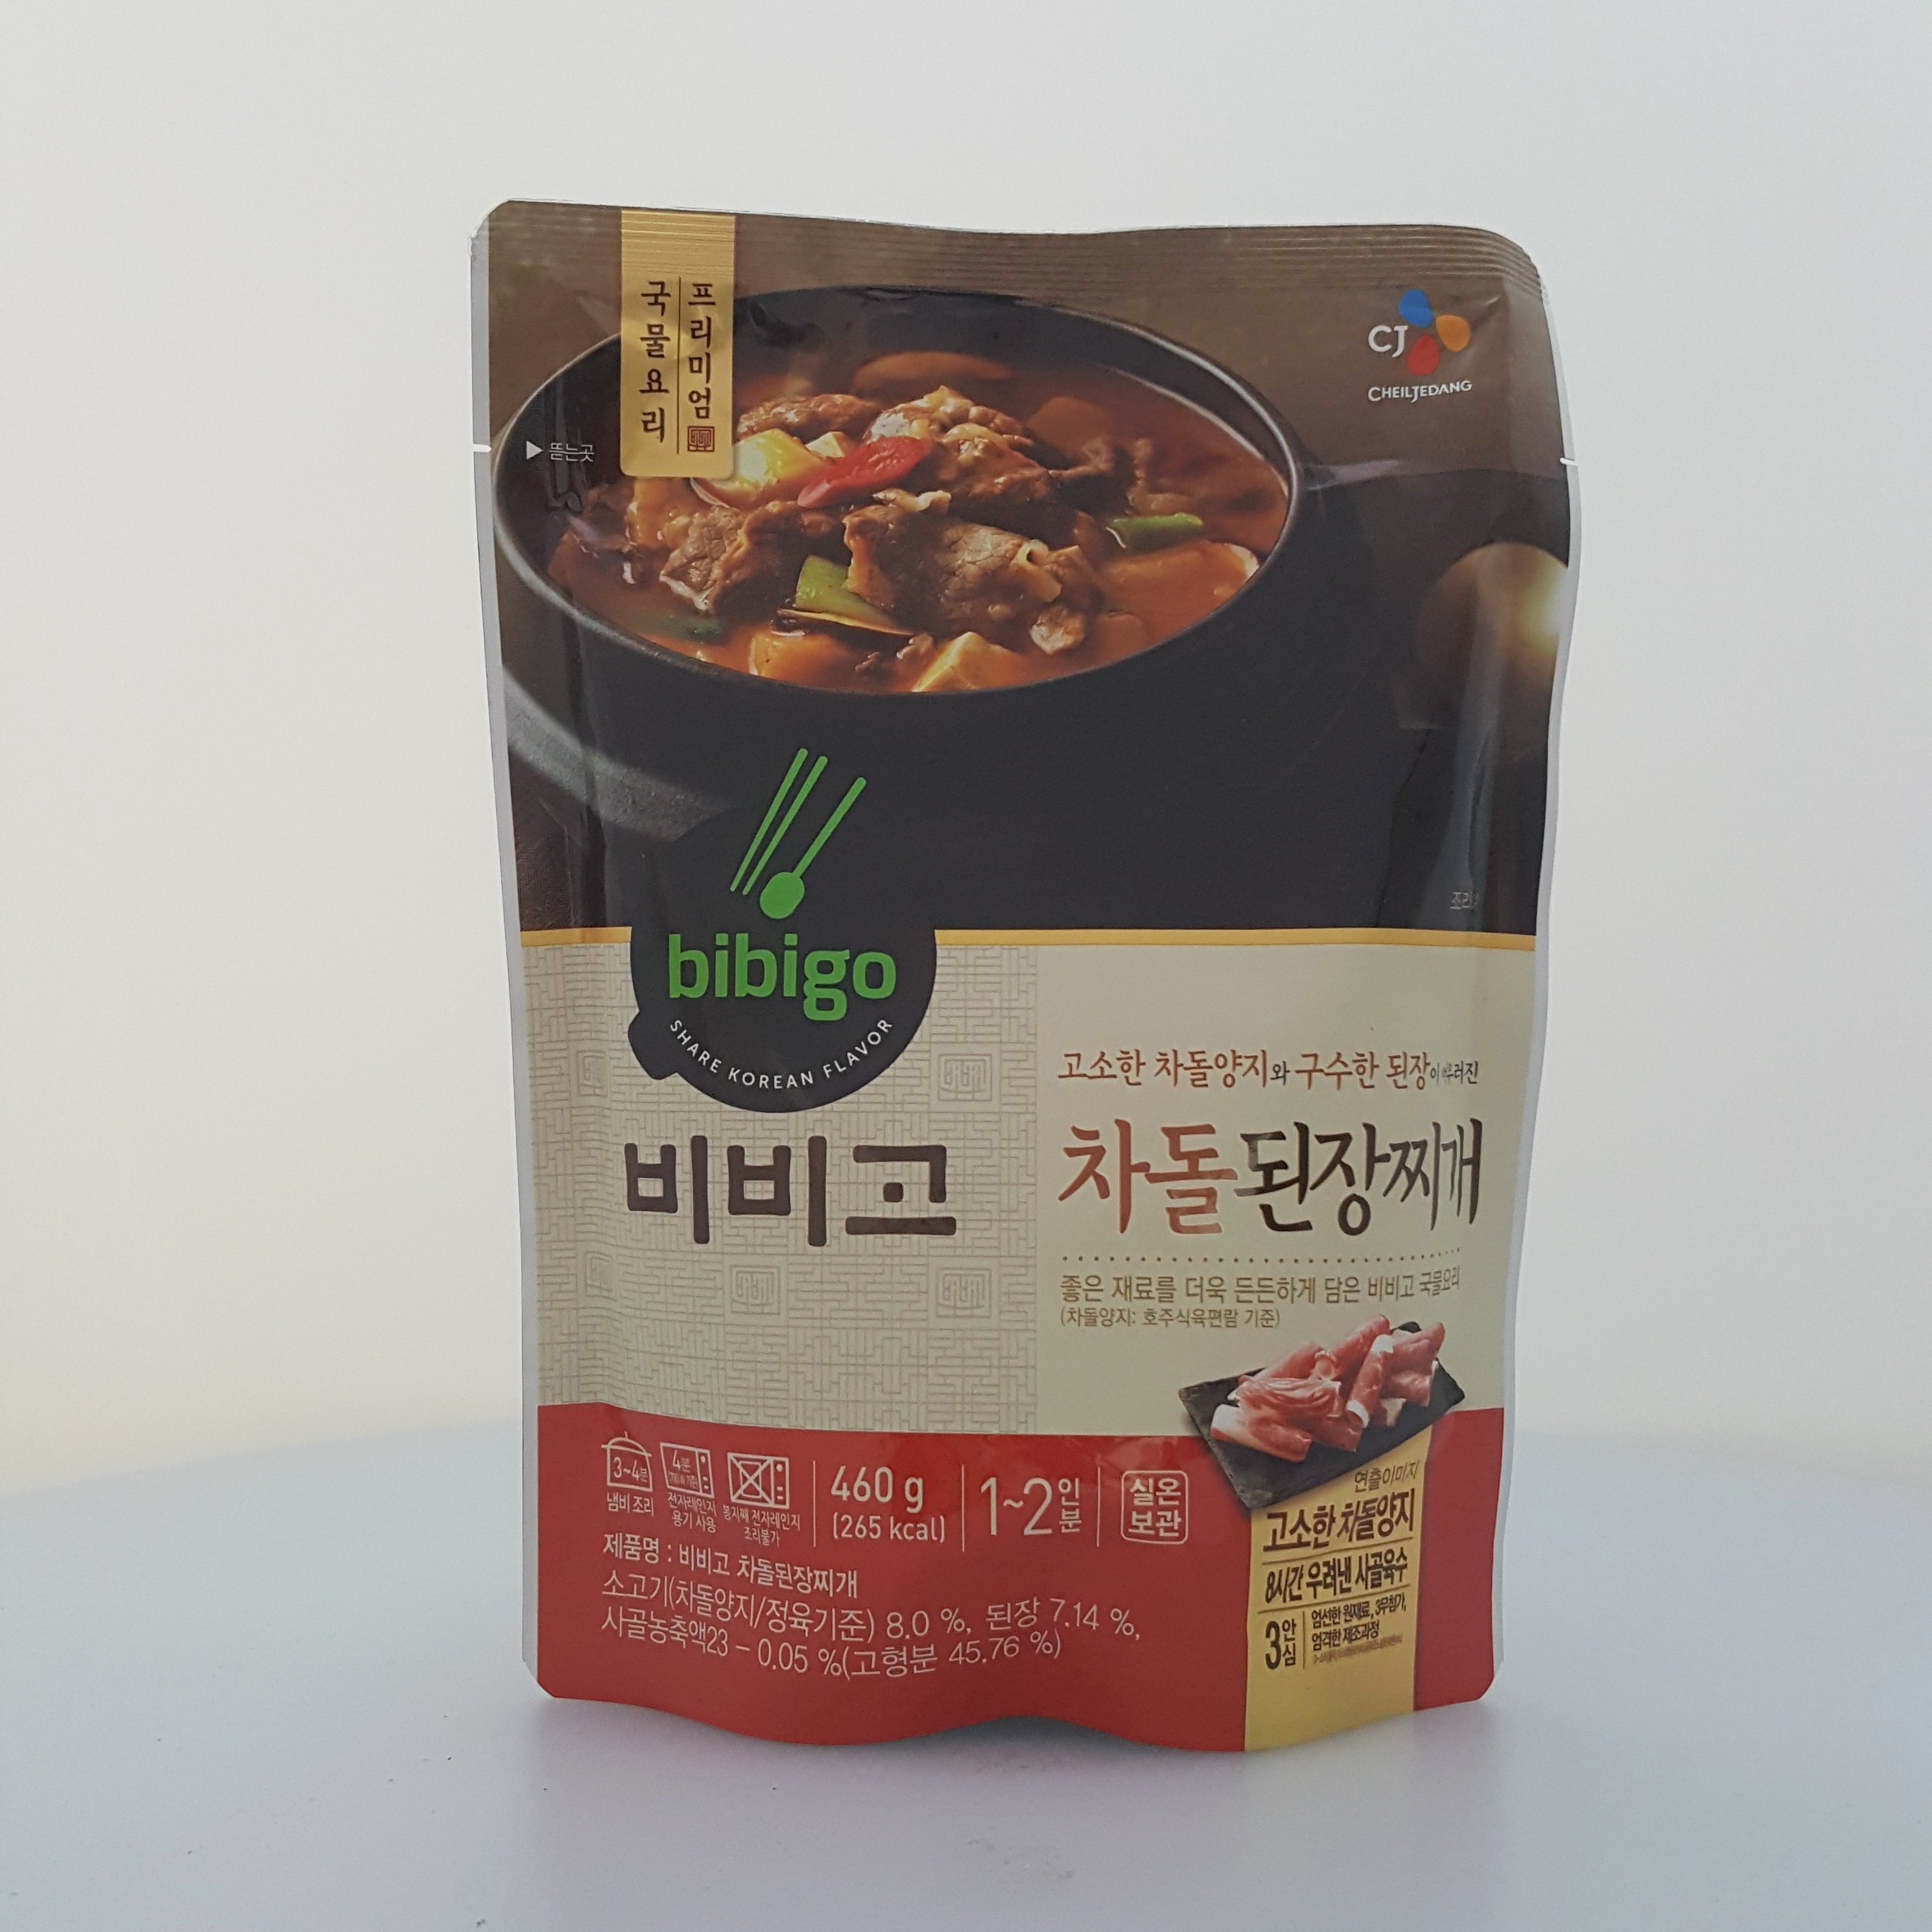 프리미엄
국물요리
CJ
CHEILJEDANG
▶ 뜯는곳
bibigo
SHARE KOREAN FLAVOR
비비고
고소한 차돌양지와 구수한 된장이 어우러진
차돌된장찌개
좋은 재료를 더욱 든든하게 담은 비비고 국물요리
(차돌양지: 호주식육편람 기준)
3~4분
냄비 조리
4분
전자레인지
용기 사용
봉지째 전자레인지
조리불가
460 g
(265 kcal)
1~2인분
실온
보관
제품명 : 비비고 차돌된장찌개
소고기(차돌양지/정육기준) 8.0 %, 된장 7.14 %,
사골농축액23 – 0.05 %(고형분 45.76 %)
연출이미지
고소한 차돌양지
8시간 우려낸 사골육수
3안심
엄선한 원재료, 3무첨가,
엄격한 제조과정